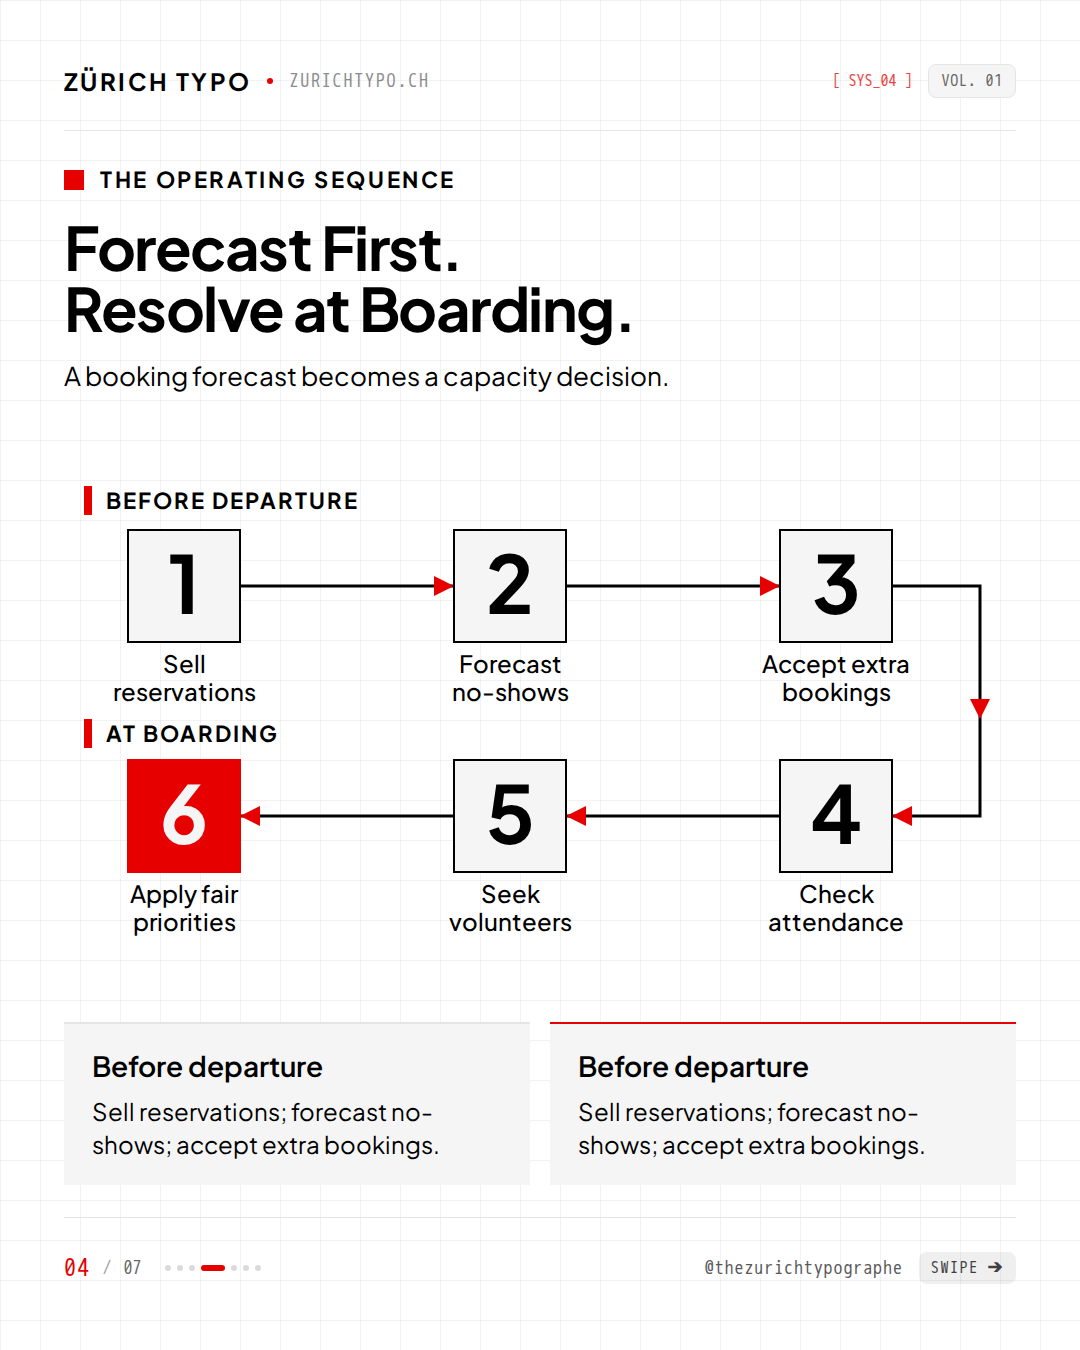 ZÜRICH TYPO • ZURICHTYPO.CH
[ SYS_04 ] VOL. 01
THE OPERATING SEQUENCE
Forecast First.
Resolve at Boarding.
A booking forecast becomes a capacity decision.
BEFORE DEPARTURE
1
2
3
Sell
reservations
Forecast
no-shows
Accept extra
bookings
AT BOARDING
6
5
4
Apply fair
priorities
Seek
volunteers
Check
attendance
Before departure
Sell reservations; forecast no-
shows; accept extra bookings.
Before departure
Sell reservations; forecast no-
shows; accept extra bookings.
04 / 07
@thezurichtypographe
SWIPE ➔